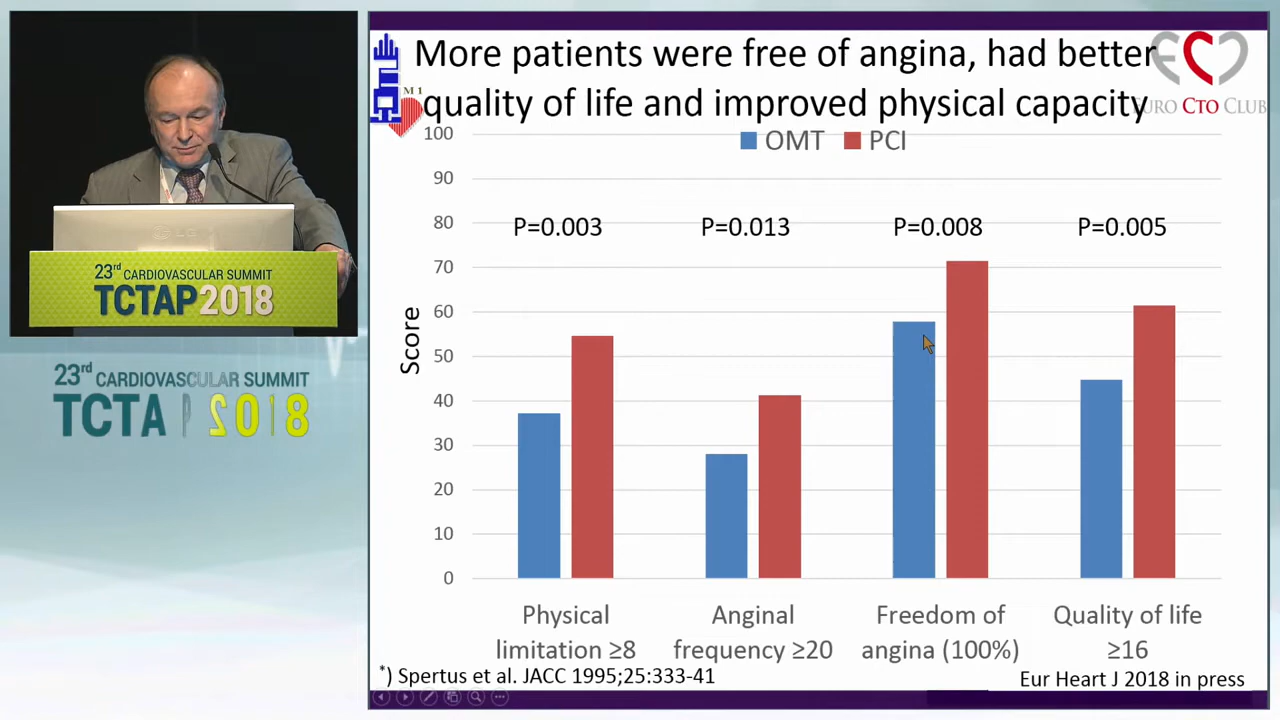 More patients were free of angina, had better
quality of life and improved physical capacity
M1
EURO CTO CLUB
OMT PCI
100
90
80
70
60
50
40
30
20
10
0
Score
P=0.003 P=0.013 P=0.008 P=0.005
Physical limitation ≥8
Anginal frequency ≥20
Freedom of angina (100%)
Quality of life ≥16
*) Spertus et al. JACC 1995;25:333-41
Eur Heart J 2018 in press
LG
23rd CARDIOVASCULAR SUMMIT
TCTAP2018
23rd CARDIOVASCULAR SUMMIT
TCTAP 2018